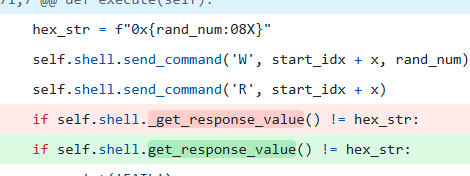 def execute(self):
hex_str = f"0x{rand_num:08X}"
self.shell.send_command('W', start_idx + x, rand_num)
self.shell.send_command('R', start_idx + x)
if self.shell._get_response_value() != hex_str:
if self.shell.get_response_value() != hex_str: